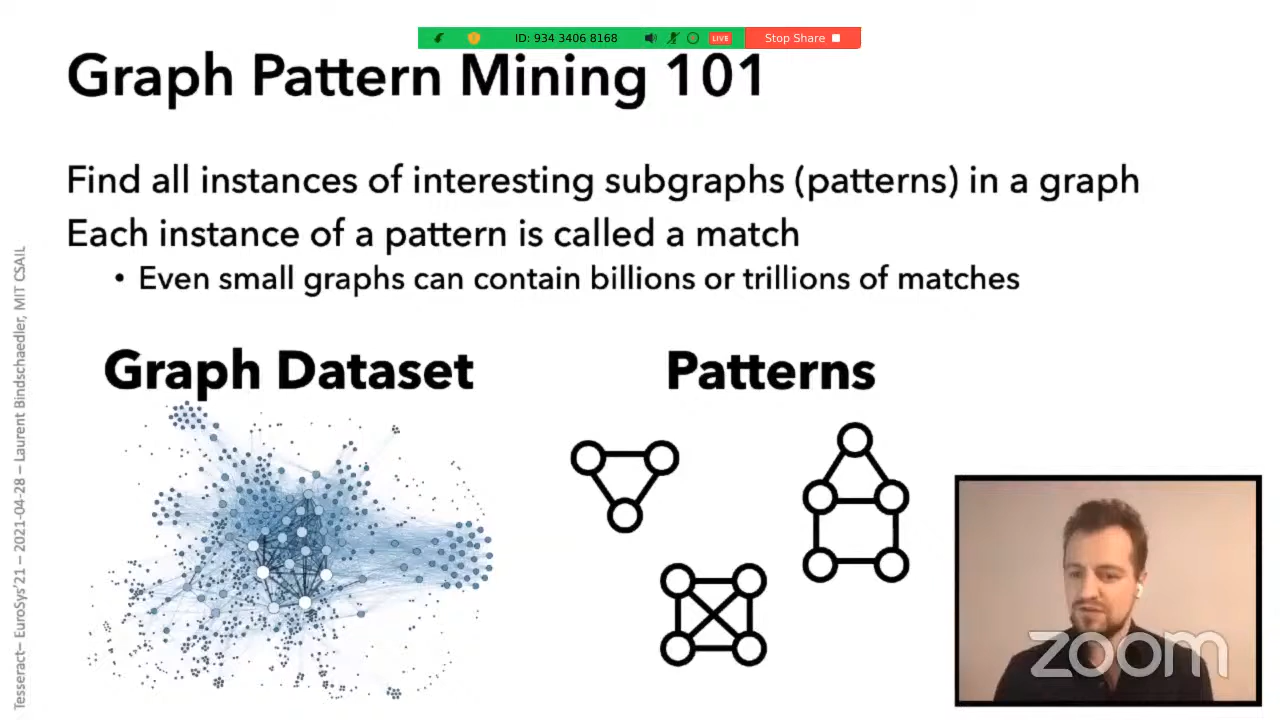 ID: 934 3406 8168
LIVE
Stop Share
Graph Pattern Mining 101
Find all instances of interesting subgraphs (patterns) in a graph
Each instance of a pattern is called a match
• Even small graphs can contain billions or trillions of matches
Graph Dataset
Patterns
Tesseract– EuroSys'21 – 2021-04-28 – Laurent Bindschaedler, MIT CSAIL
zoom